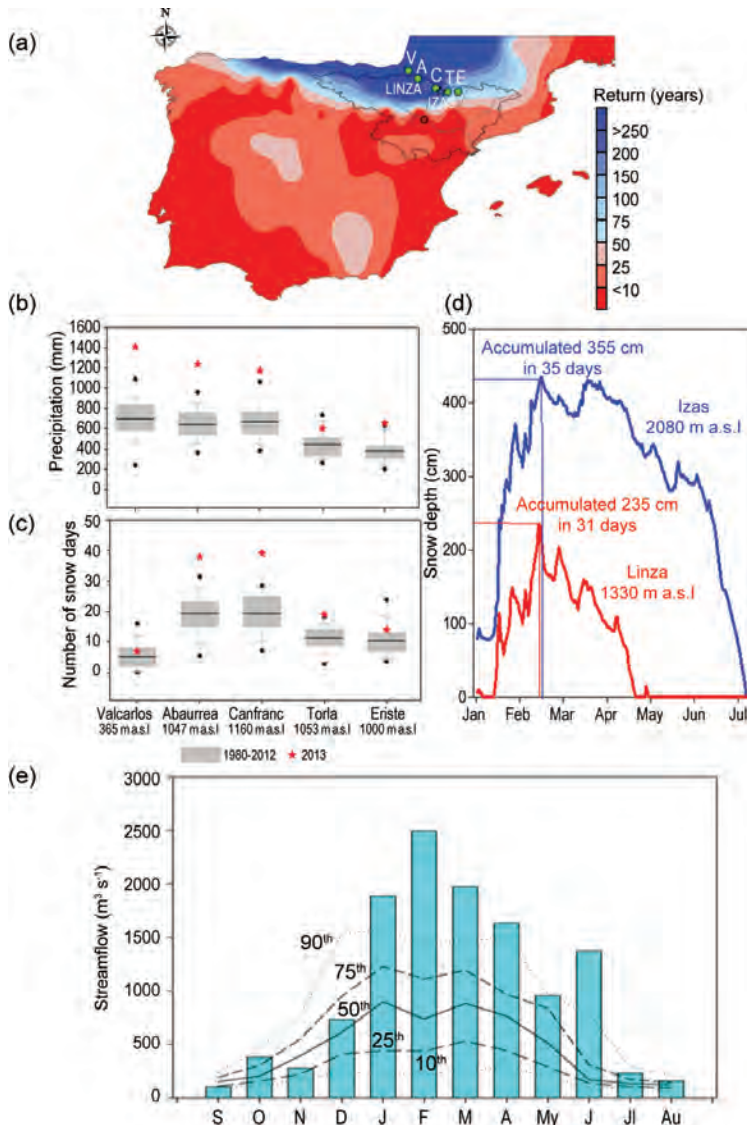 (a)
N
V
A
LINZA
C T E
IZAS
Return (years)
>250
200
150
100
75
50
25
<10
(b)
Precipitation (mm)
1600
1400
1200
1000
800
600
400
200
0
(c)
Number of snow days
50
40
30
20
10
0
Valcarlos
365 m a.s.l
Abaurrea
1047 m a.s.l
Canfranc
1160 m a.s.l
Torla
1053 m a.s.l
Eriste
1000 m a.s.l
1980-2012
2013
(d)
Snow depth (cm)
500
400
300
200
100
0
Accumulated 355 cm
in 35 days
Izas
2080 m a.s.l
Accumulated 235 cm
in 31 days
Linza
1330 m a.s.l
Jan Feb Mar Apr May Jun Jul
(e)
Streamflow (m³ s⁻¹)
3000
2500
2000
1500
1000
500
0
90th
75th
50th
25th
10th
S O N D J F M A My J Jl Au